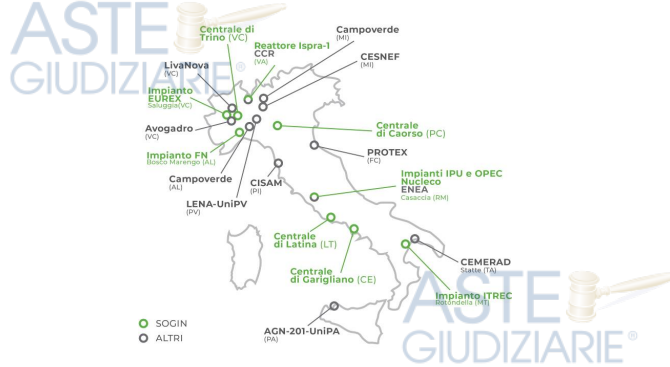 ASTE
GIUDIZIARIE®
Campoverde
(MI)
Centrale di
Trino (VC)
Reattore Ispra-1
CCR
(VA)
CESNEF
(MI)
LivaNova
(VC)
Impianto
EUREX
Saluggia(VC)
Avogadro
(VC)
Centrale
di Caorso (PC)
Impianto FN
Bosco Marengo (AL)
PROTEX
(FC)
Campoverde
(AL)
CISAM
(PI)
Impianti IPU e OPEC
Nucleco
ENEA
Casaccia (RM)
LENA-UniPV
(PV)
Centrale
di Latina (LT)
CEMERAD
Statte (TA)
Centrale
di Garigliano (CE)
Impianto ITREC
Rotondella (MT)
SOGIN
ALTRI
AGN-201-UniPA
(PA)
ASTE
GIUDIZIARIE®